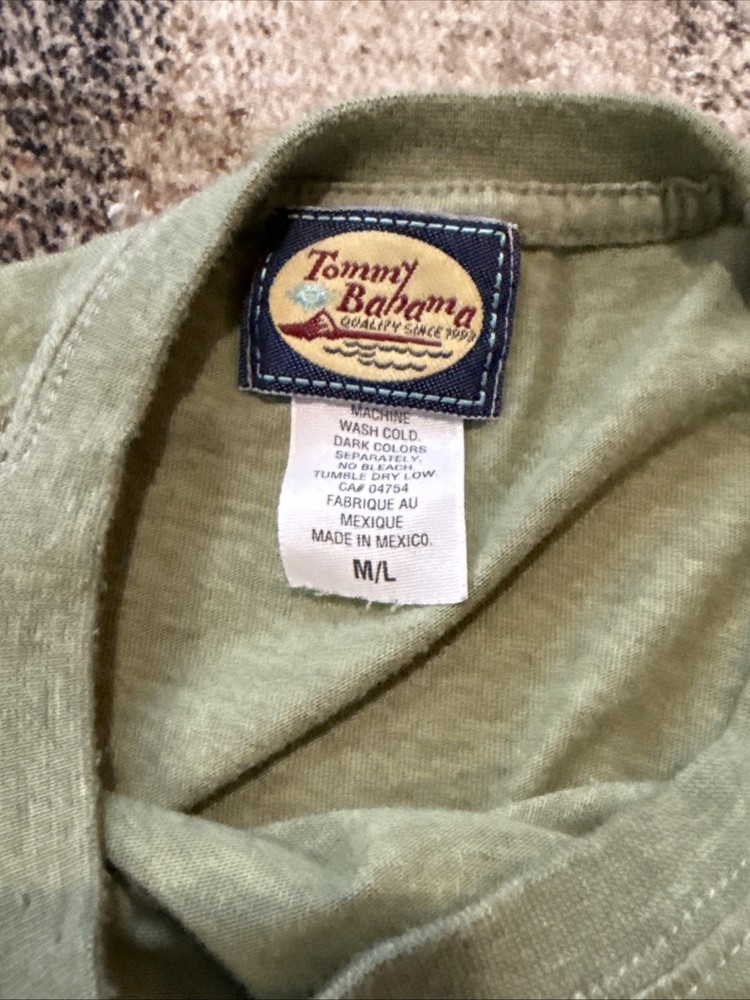 Tommy
Bahama
QUALITY SINCE 1993
MACHINE
WASH COLD.
DARK COLORS
SEPARATELY.
NO BLEACH.
TUMBLE DRY LOW.
CA# 04754
FABRIQUE AU
MEXIQUE
MADE IN MEXICO.
M/L